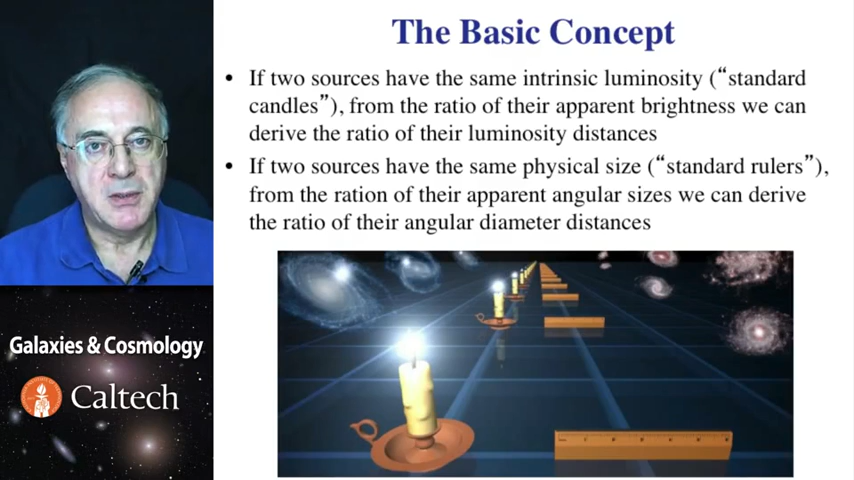 The Basic Concept
• If two sources have the same intrinsic luminosity (“standard
candles”), from the ratio of their apparent brightness we can
derive the ratio of their luminosity distances
• If two sources have the same physical size (“standard rulers”),
from the ration of their apparent angular sizes we can derive
the ratio of their angular diameter distances
Galaxies & Cosmology
Caltech